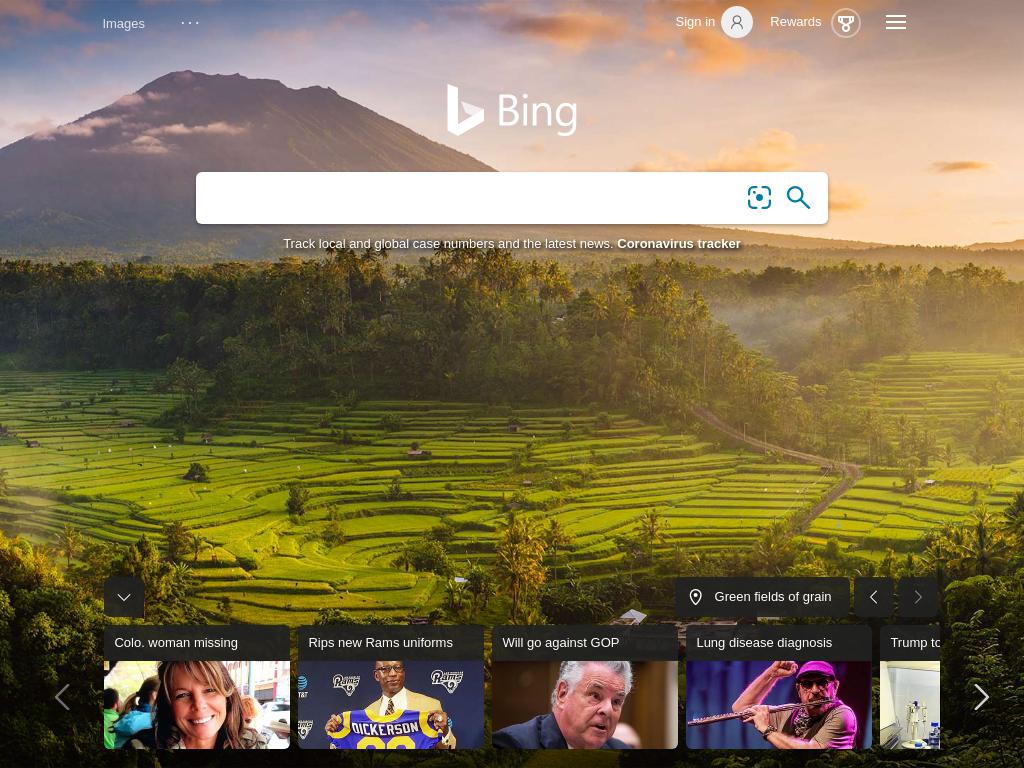 Images
Sign in
Rewards
Bing
Track local and global case numbers and the latest news. Coronavirus tracker
Green fields of grain
Colo. woman missing
Rips new Rams uniforms
Will go against GOP
Lung disease diagnosis
Trump to
AT&T
Rams
Rams
DICKERSON